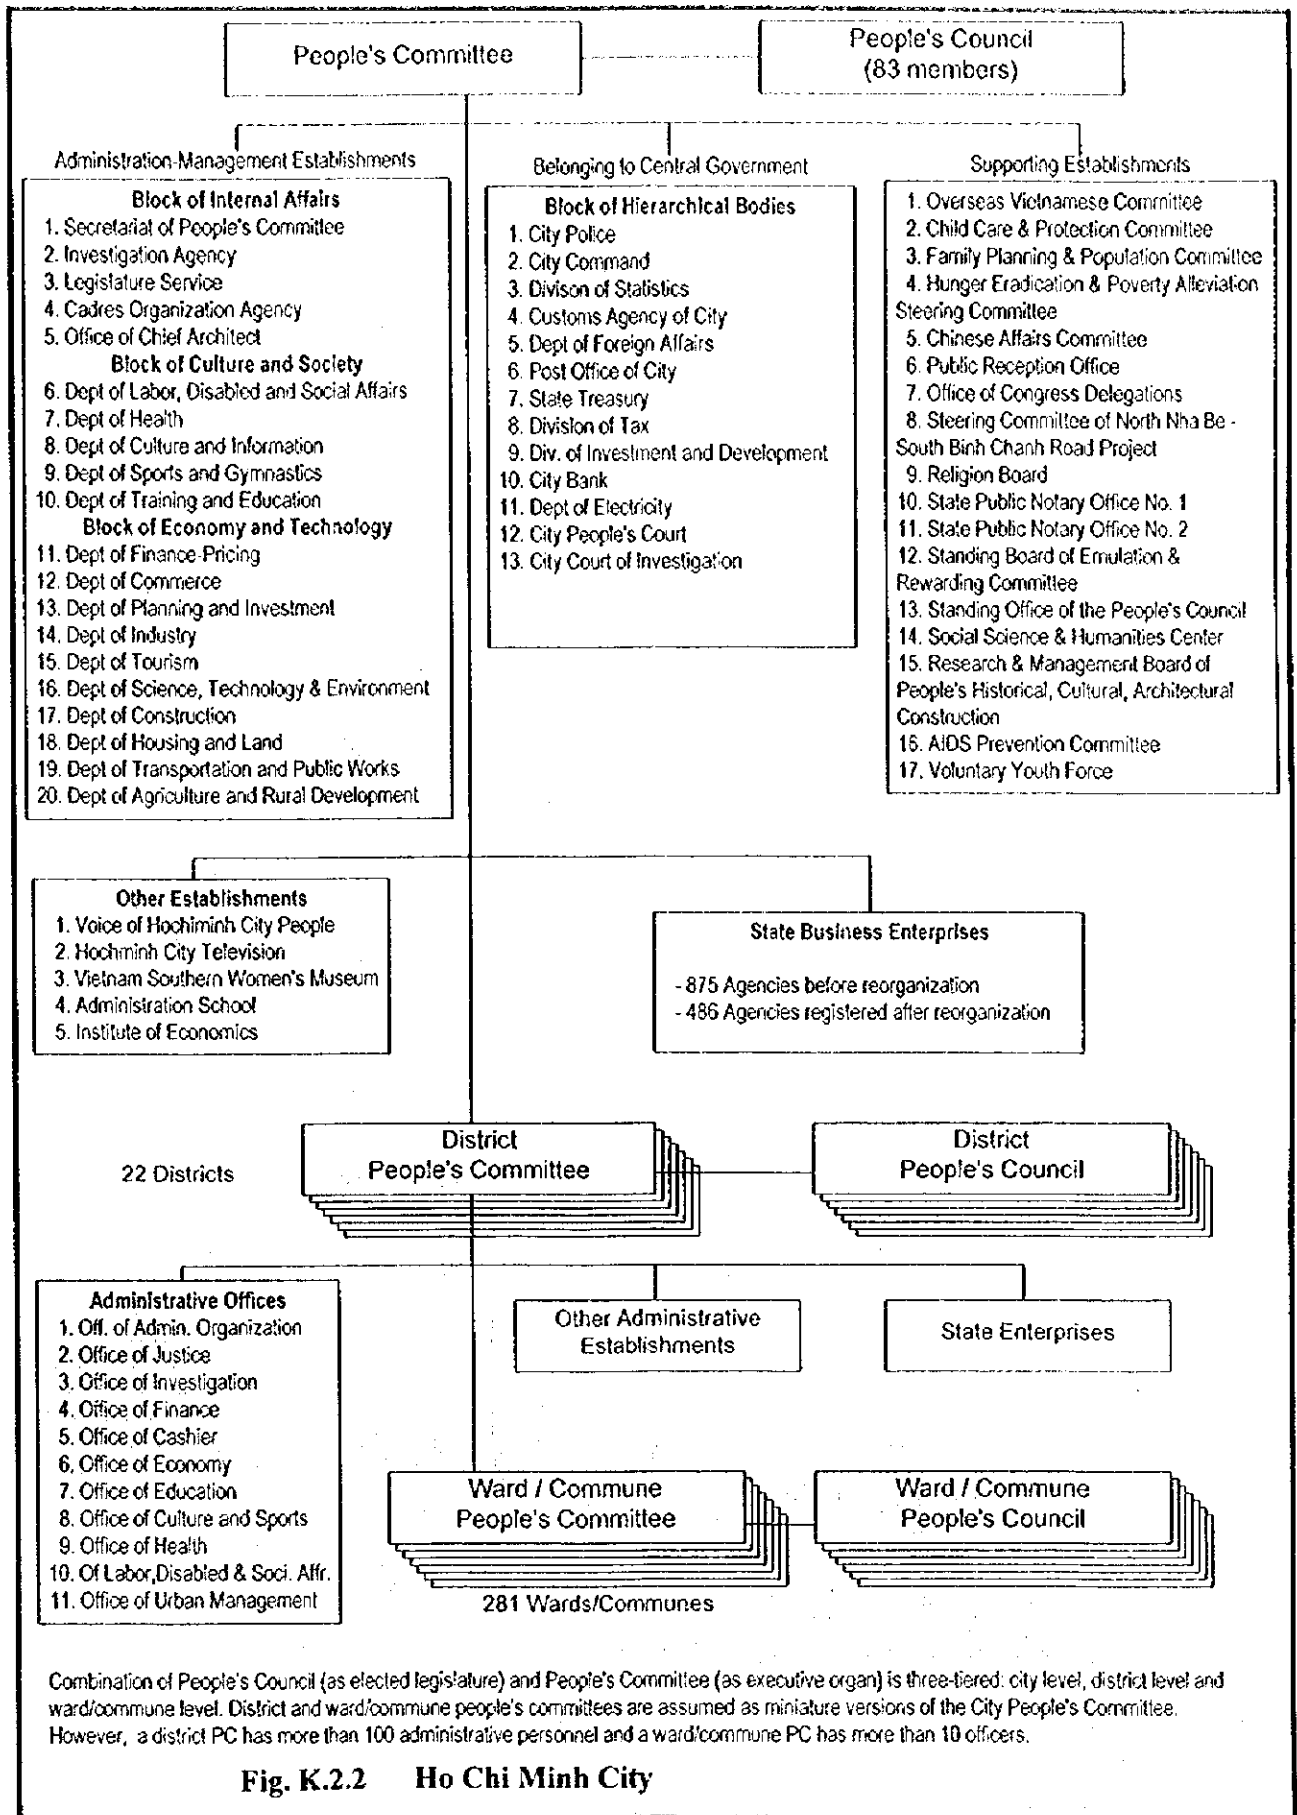 People's Committee
People's Council
(83 members)
Administration-Management Establishments
Block of Internal Affairs
1. Secretariat of People's Committee
2. Investigation Agency
3. Legislature Service
4. Cadres Organization Agency
5. Office of Chief Architect
Block of Culture and Society
6. Dept of Labor, Disabled and Social Affairs
7. Dept of Health
8. Dept of Culture and Information
9. Dept of Sports and Gymnastics
10. Dept of Training and Education
Block of Economy and Technology
11. Dept of Finance-Pricing
12. Dept of Commerce
13. Dept of Planning and Investment
14. Dept of Industry
15. Dept of Tourism
16. Dept of Science, Technology & Environment
17. Dept of Construction
18. Dept of Housing and Land
19. Dept of Transportation and Public Works
20. Dept of Agriculture and Rural Development
Belonging to Central Government
Block of Hierarchical Bodies
1. City Police
2. City Command
3. Divison of Statistics
4. Customs Agency of City
5. Dept of Foreign Affairs
6. Post Office of City
7. State Treasury
8. Division of Tax
9. Div. of Investment and Development
10. City Bank
11. Dept of Electricity
12. City People's Court
13. City Court of Investigation
Supporting Establishments
1. Overseas Vietnamese Committee
2. Child Care & Protection Committee
3. Family Planning & Population Committee
4. Hunger Eradication & Poverty Alleviation
Steering Committee
5. Chinese Affairs Committee
6. Public Reception Office
7. Office of Congress Delegations
8. Steering Committee of North Nha Be -
South Binh Chanh Road Project
9. Religion Board
10. State Public Notary Office No. 1
11. State Public Notary Office No. 2
12. Standing Board of Emulation &
Rewarding Committee
13. Standing Office of the People's Council
14. Social Science & Humanities Center
15. Research & Management Board of
People's Historical, Cultural, Architectural
Construction
16. AIDS Prevention Committee
17. Voluntary Youth Force
Other Establishments
1. Voice of Hochiminh City People
2. Hochminh City Television
3. Vietnam Southern Women's Museum
4. Administration School
5. Institute of Economics
State Business Enterprises
- 875 Agencies before reorganization
- 486 Agencies registered after reorganization
22 Districts
District
People's Committee
District
People's Council
Administrative Offices
1. Off. of Admin. Organization
2. Office of Justice
3. Office of Investigation
4. Office of Finance
5. Office of Cashier
6. Office of Economy
7. Office of Education
8. Office of Culture and Sports
9. Office of Health
10. Of Labor,Disabled & Soci. Affr.
11. Office of Urban Management
Other Administrative
Establishments
State Enterprises
Ward / Commune
People's Committee
Ward / Commune
People's Council
281 Wards/Communes
Combination of People's Council (as elected legislature) and People's Committee (as executive organ) is three-tiered: city level, district level and
ward/commune level. District and ward/commune people's committees are assumed as miniature versions of the City People's Committee.
However, a district PC has more than 100 administrative personnel and a ward/commune PC has more than 10 officers.
Fig. K.2.2 Ho Chi Minh City